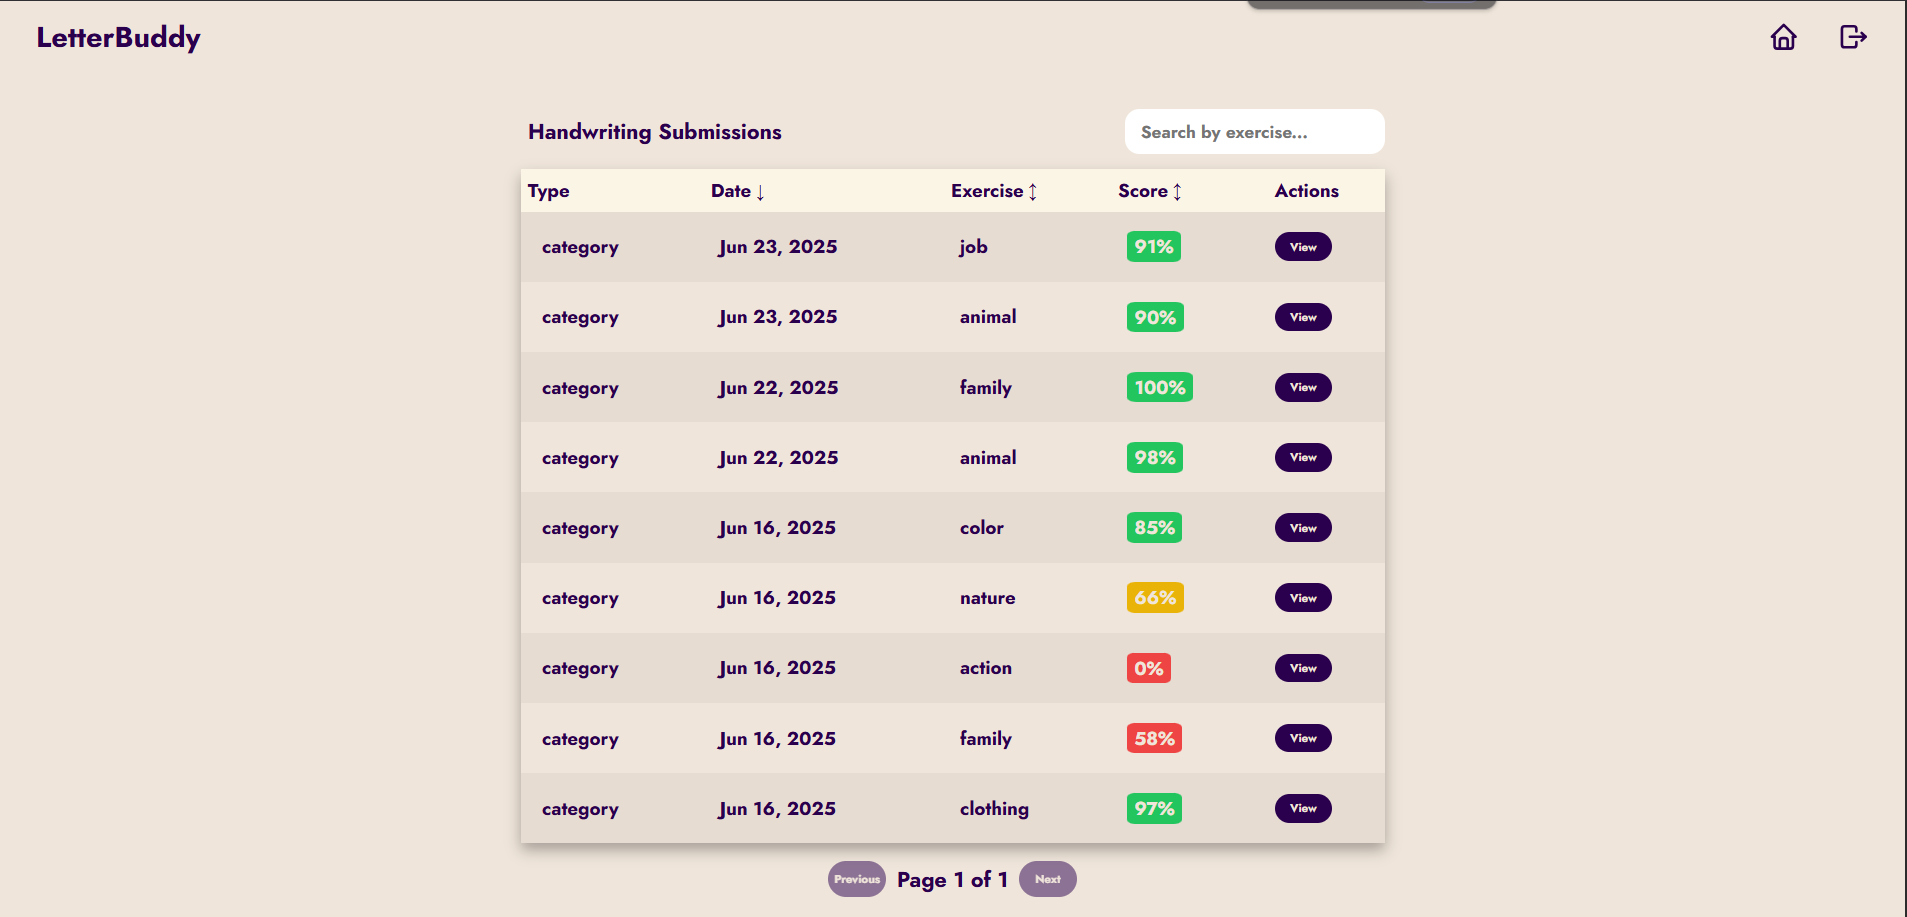 LetterBuddy
Handwriting Submissions Search by exercise...
Type Date ↓ Exercise ↕ Score ↕ Actions
category Jun 23, 2025 job 91% View
category Jun 23, 2025 animal 90% View
category Jun 22, 2025 family 100% View
category Jun 22, 2025 animal 98% View
category Jun 16, 2025 color 85% View
category Jun 16, 2025 nature 66% View
category Jun 16, 2025 action 0% View
category Jun 16, 2025 family 58% View
category Jun 16, 2025 clothing 97% View
Previous Page 1 of 1 Next